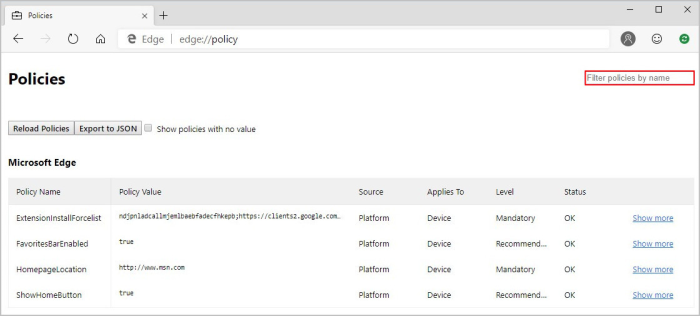 Policies
Edge | edge://policy
Policies
Filter policies by name
Reload Policies Export to JSON Show policies with no value
Microsoft Edge
Policy Name Policy Value Source Applies To Level Status
ExtensionInstallForcelist ndjpnladcallmjemlbaebfadecfhkepb;https://clients2.google.com… Platform Device Mandatory OK Show more
FavoritesBarEnabled true Platform Device Recommend... OK Show more
HomepageLocation http://www.msn.com Platform Device Mandatory OK Show more
ShowHomeButton true Platform Device Recommend... OK Show more